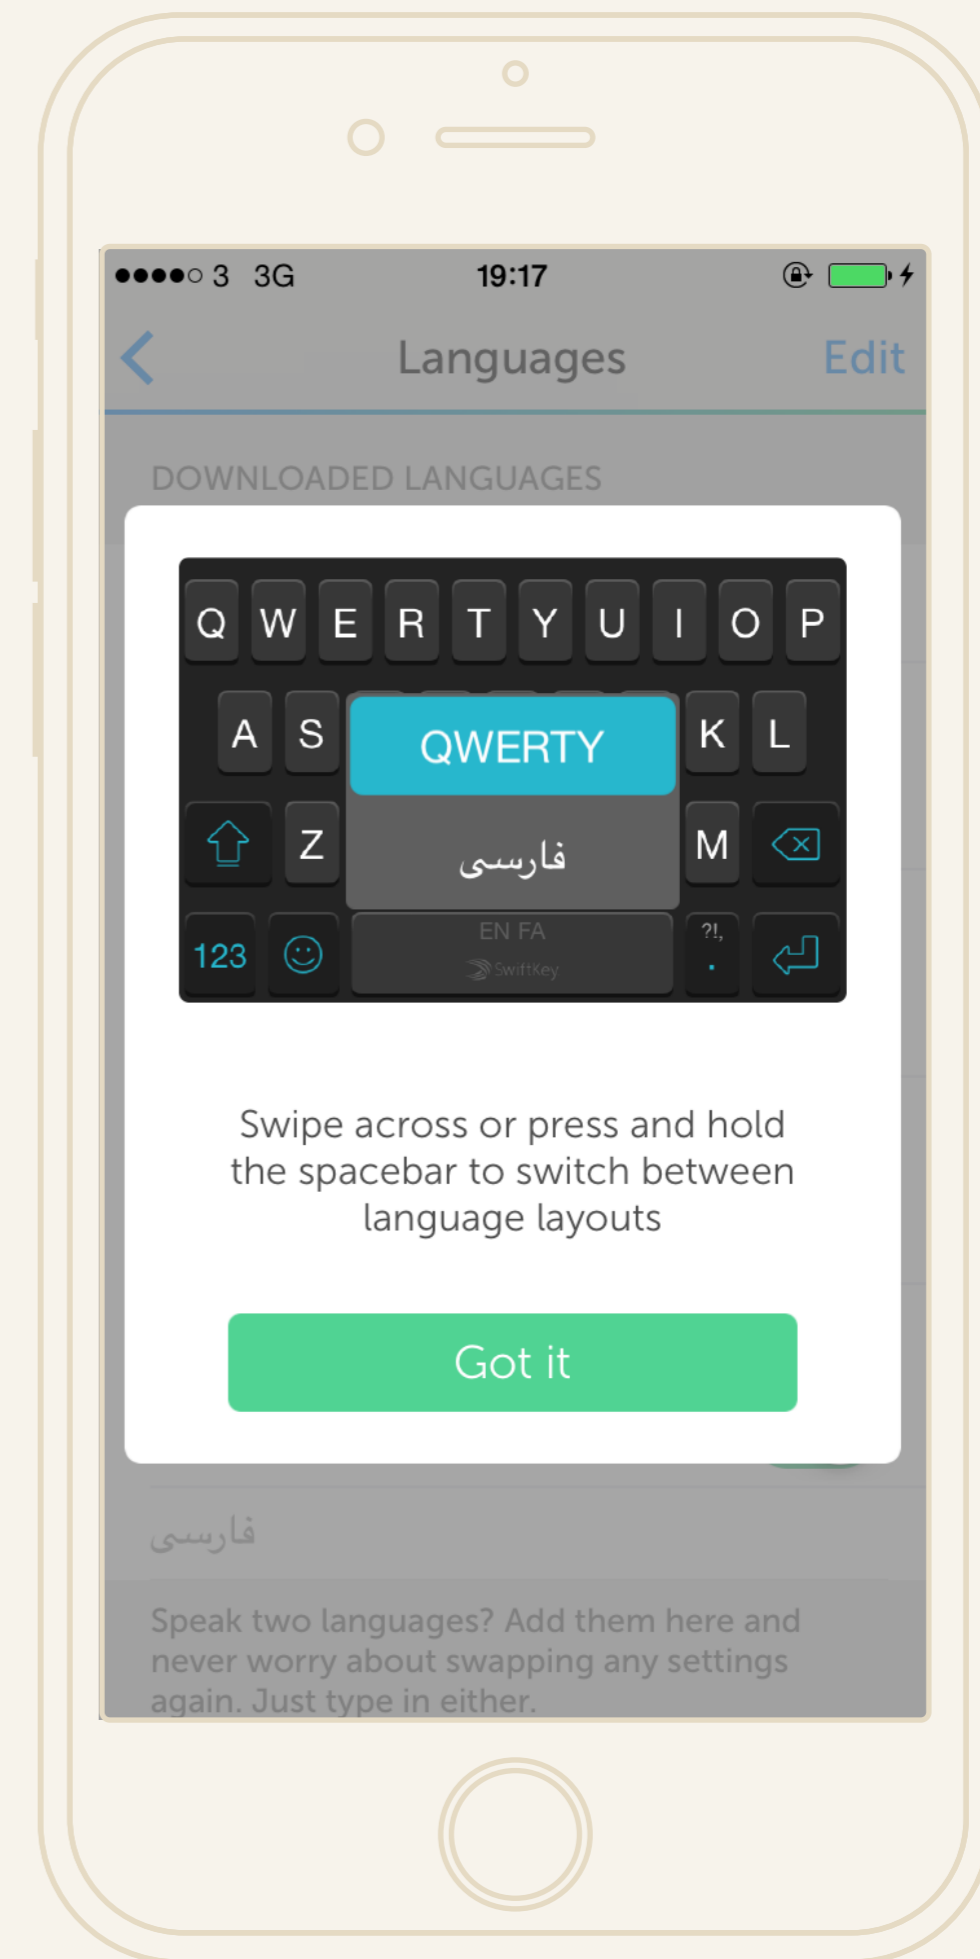 3 3G 19:17
Languages Edit
DOWNLOADED LANGUAGES
Q W E R T Y U I O P
A S QWERTY K L
Z فارسی M
123 EN FA ?!, .
SwiftKey
Swipe across or press and hold
the spacebar to switch between
language layouts
Got it
فارسی
Speak two languages? Add them here and
never worry about swapping any settings
again. Just type in either.